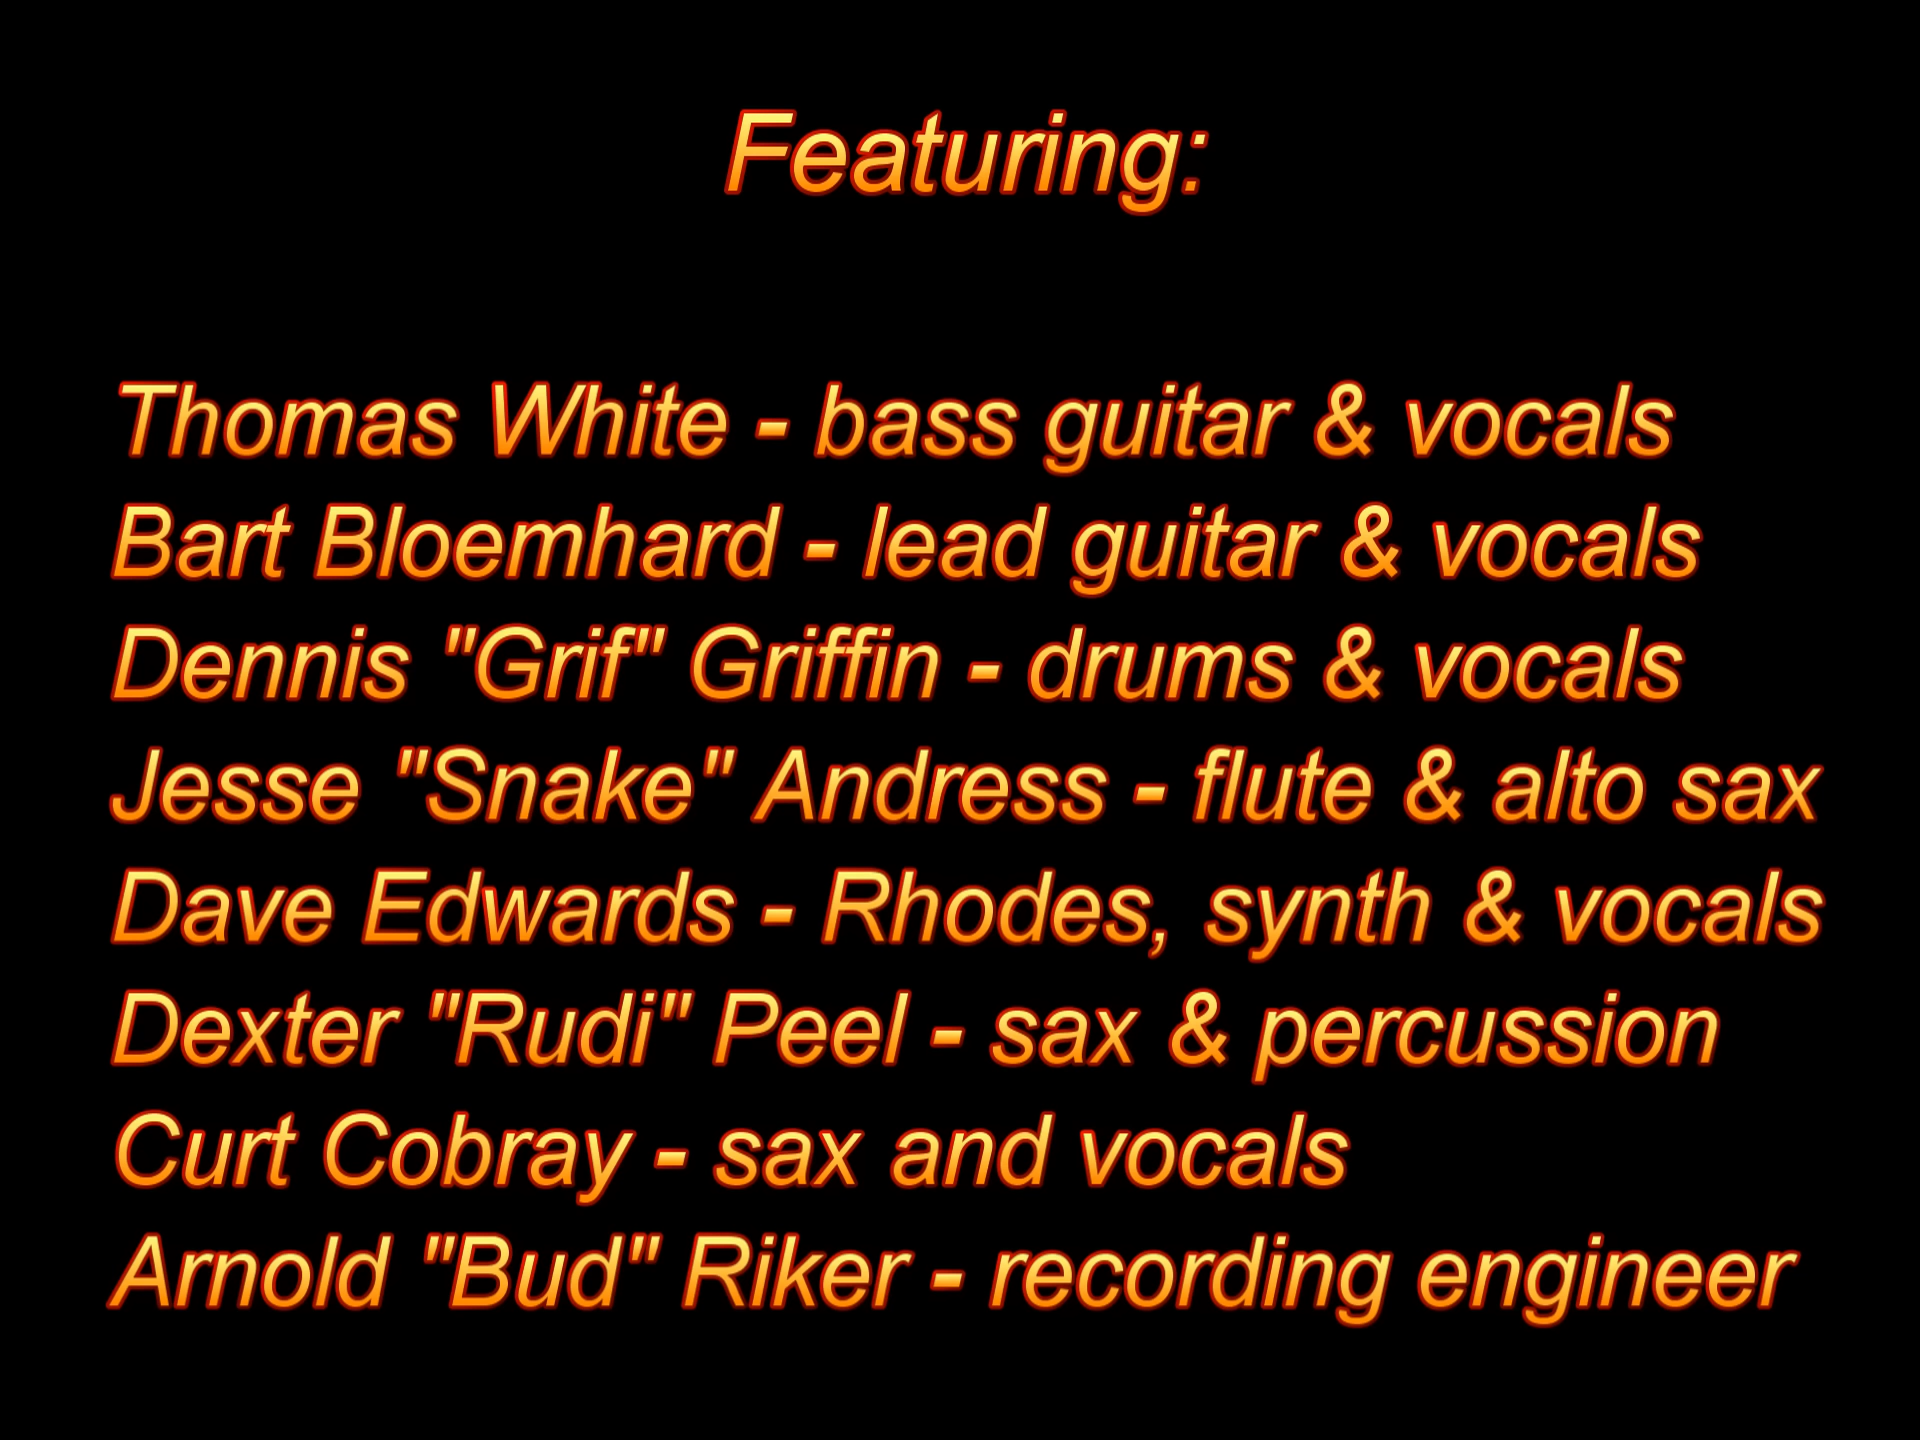 Featuring:
Thomas White - bass guitar & vocals
Bart Bloemhard - lead guitar & vocals
Dennis "Grif" Griffin - drums & vocals
Jesse "Snake" Andress - flute & alto sax
Dave Edwards - Rhodes, synth & vocals
Dexter "Rudi" Peel - sax & percussion
Curt Cobray - sax and vocals
Arnold "Bud" Riker - recording engineer